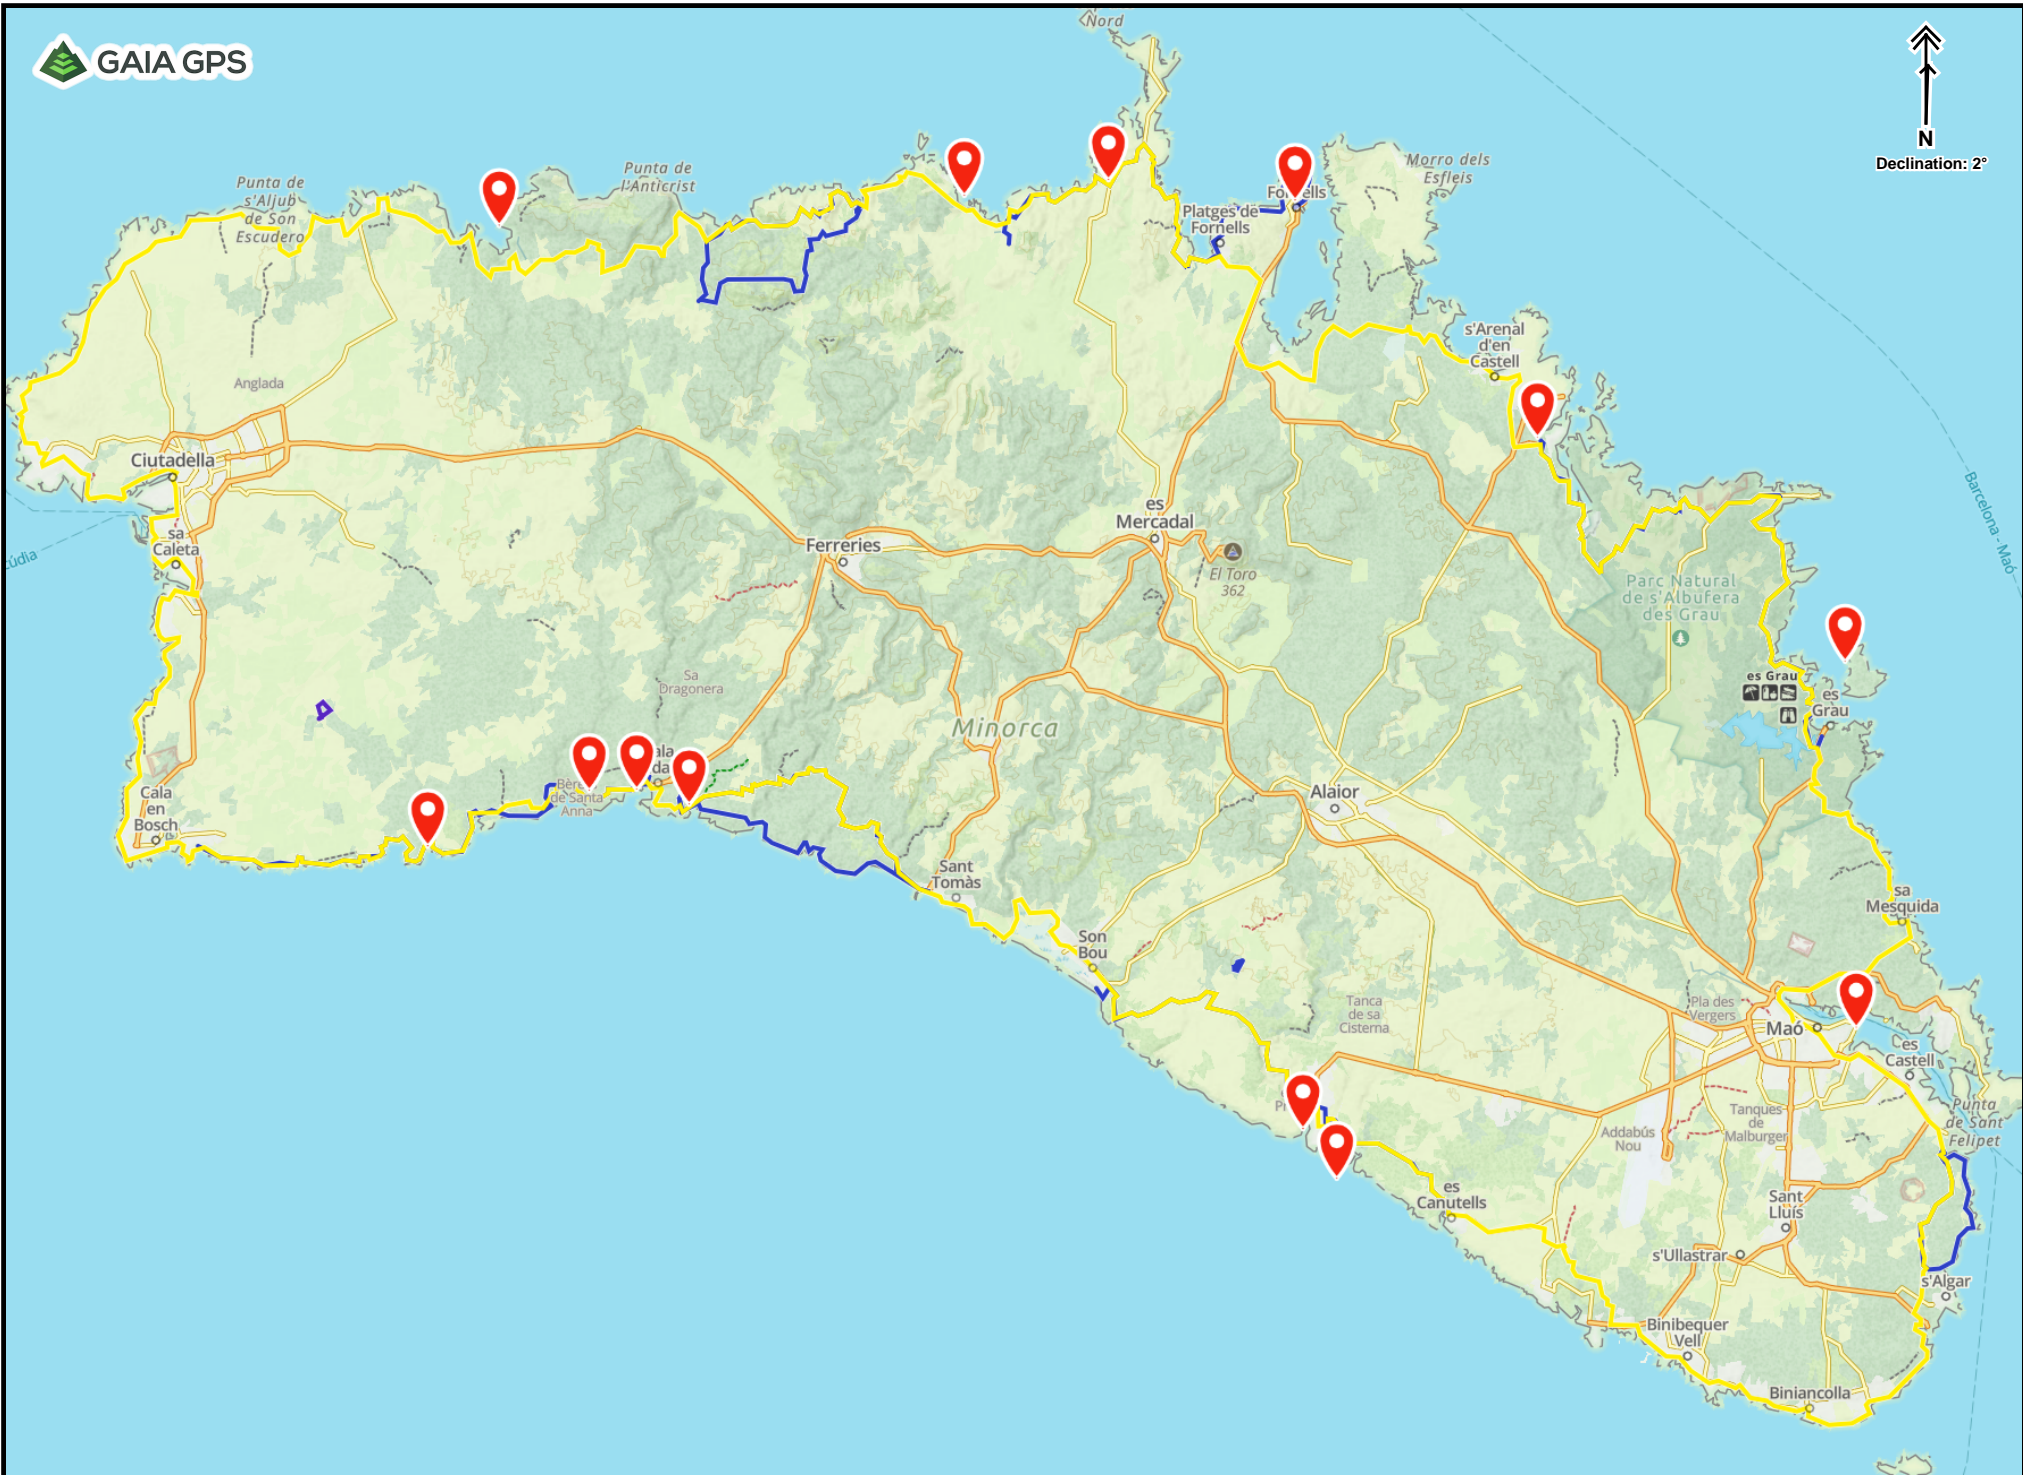 Nord
GAIA GPS
N
Declination: 2°
Punta de
s'Aljub
de Son
Escudero
Punta de
l'Anticrist
Morro dels
Esfleis
Fornells
Platges de
Fornells
s'Arenal
d'en
Castell
Anglada
Ciutadella
sa
Caleta
Ferreries
es
Mercadal
El Toro
362
Barcelona - Maó
Parc Natural
de s'Albufera
des Grau
es Grau
es
Grau
Sa
Dragonera
Minorca
Cala
en
Bosch
de Santa
Anna
Alaior
Sant
Tomàs
Son
Bou
sa
Mesquida
Tanca
de sa
Cisterna
Pla des
Vergers
Maó
es
Castell
Punta
de Sant
Felipet
Tanques
de
Malburger
Addabús
Nou
es
Canutells
Sant
Lluís
s'Ullastrar
s'Algar
Binibequer
Vell
Biniancolla